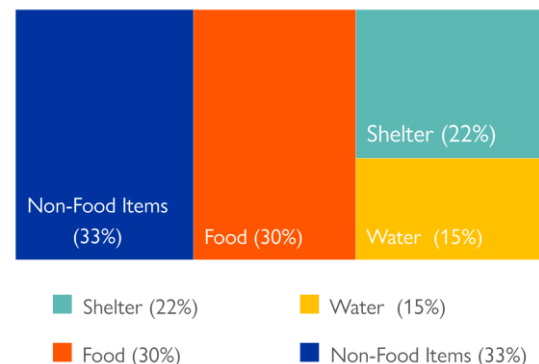 Shelter (22%)
Non-Food Items
(33%)
Food (30%)
Water (15%)
Shelter (22%)
Water (15%)
Food (30%)
Non-Food Items (33%)